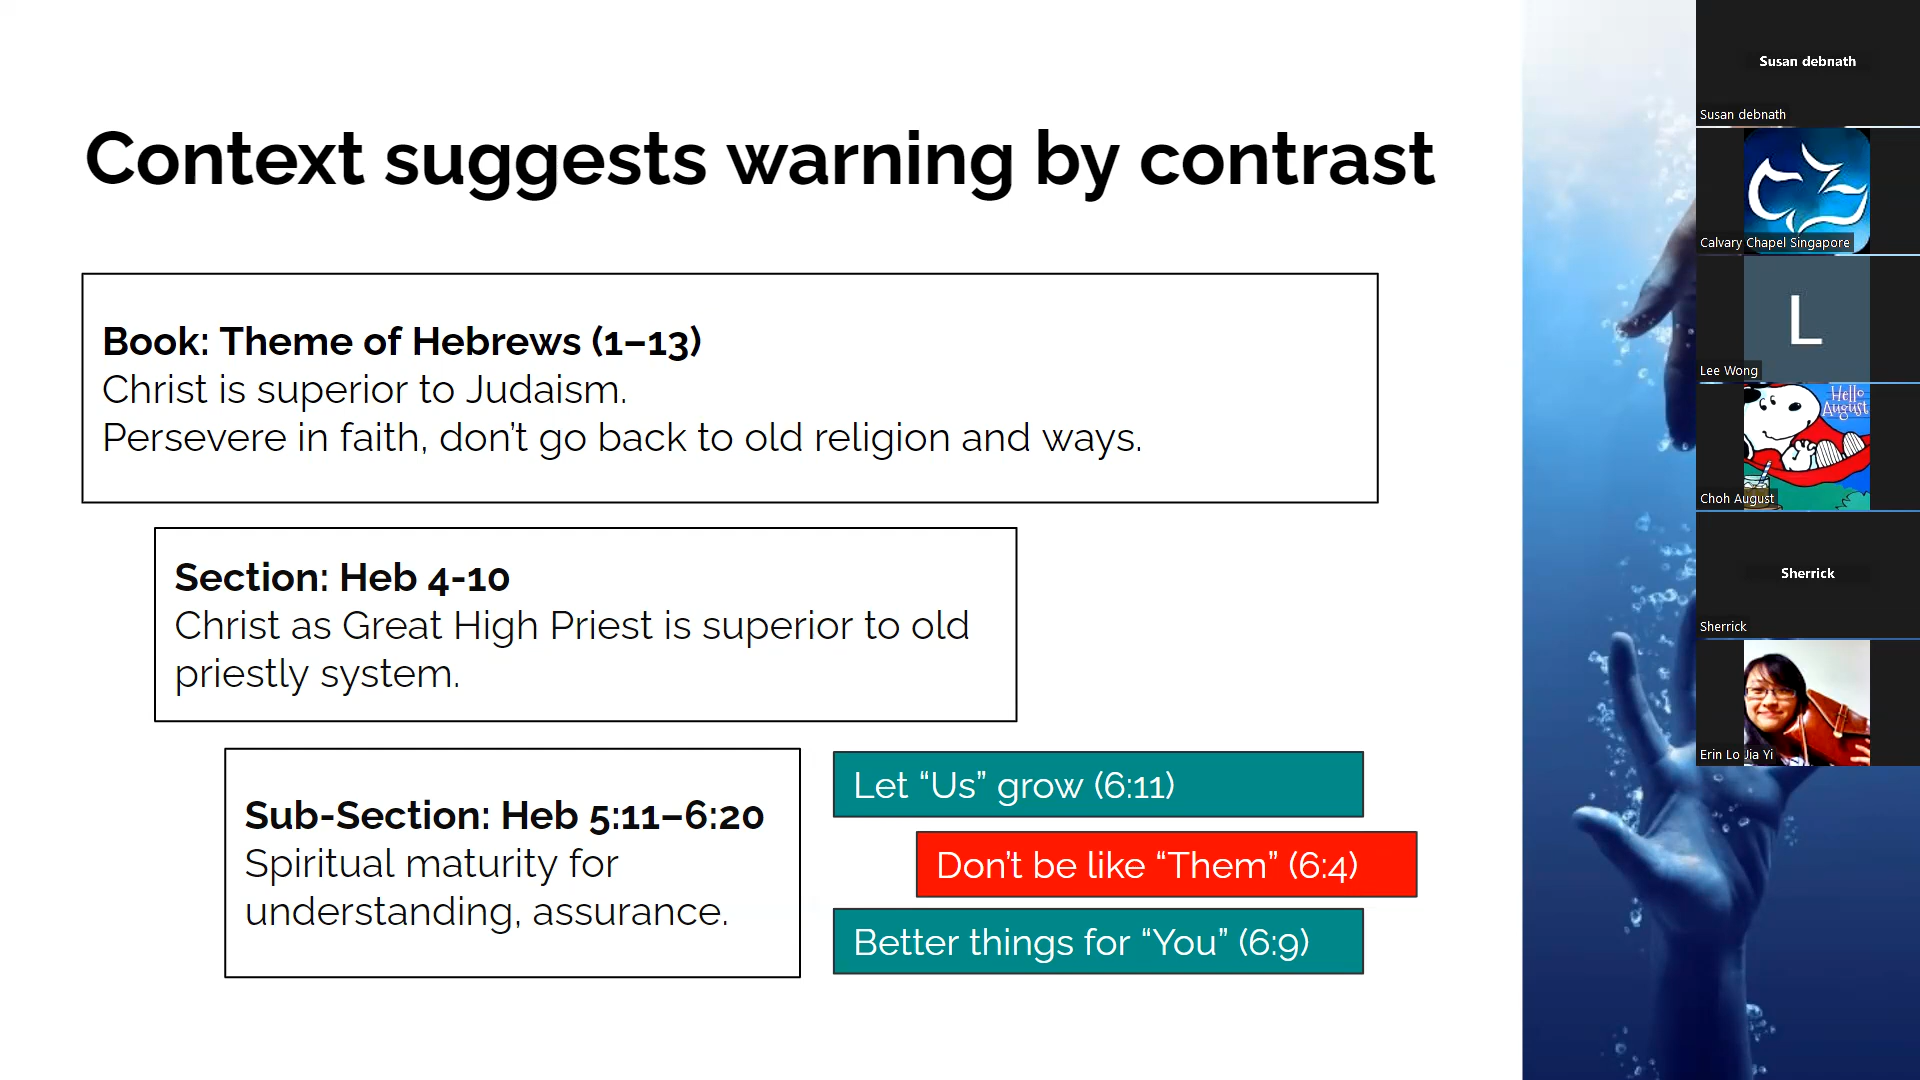 Context suggests warning by contrast
Book: Theme of Hebrews (1–13)
Christ is superior to Judaism.
Persevere in faith, don’t go back to old religion and ways.
Section: Heb 4-10
Christ as Great High Priest is superior to old
priestly system.
Sub-Section: Heb 5:11–6:20
Spiritual maturity for
understanding, assurance.
Let “Us” grow (6:11)
Don’t be like “Them” (6:4)
Better things for “You” (6:9)
Susan debnath
Susan debnath
Calvary Chapel Singapore
L
Lee Wong
Hello
August
Choh August
Sherrick
Sherrick
Erin Lo Jia Yi